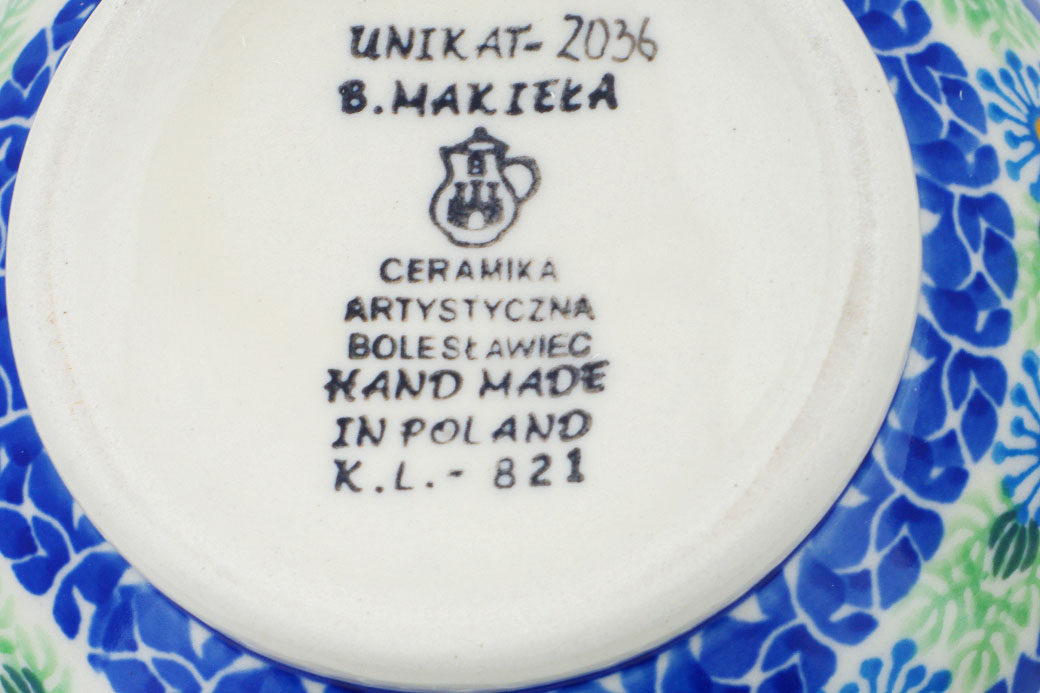 UNIKAT- 2036
B. MAKIEŁA
B
CERAMIKA
ARTYSTYCZNA
BOLESŁAWIEC
HAND MADE
IN POLAND
K.L.- 821